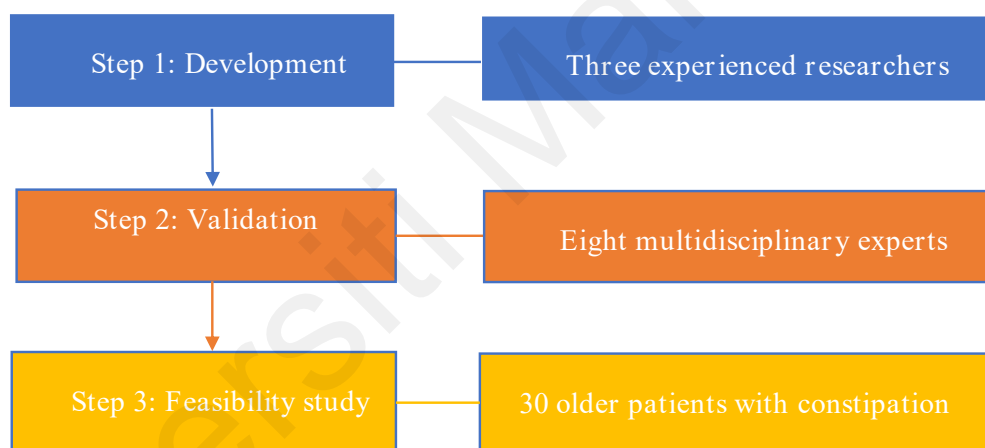 Step 1: Development
Three experienced researchers
Step 2: Validation
Eight multidisciplinary experts
Step 3: Feasibility study
30 older patients with constipation